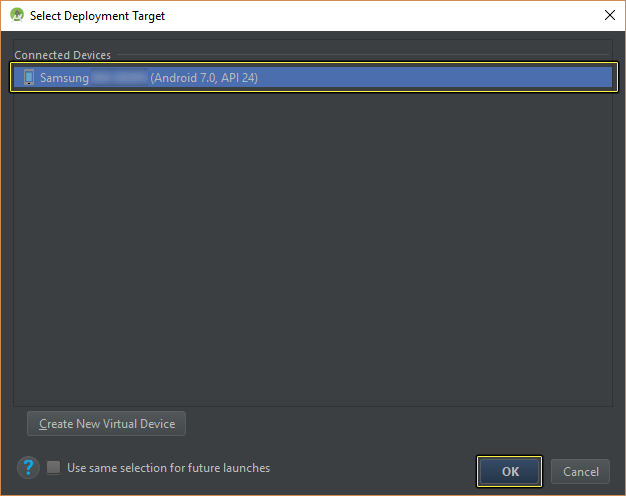 Select Deployment Target
Connected Devices
Samsung (Android 7.0, API 24)
Create New Virtual Device
? Use same selection for future launches
OK
Cancel